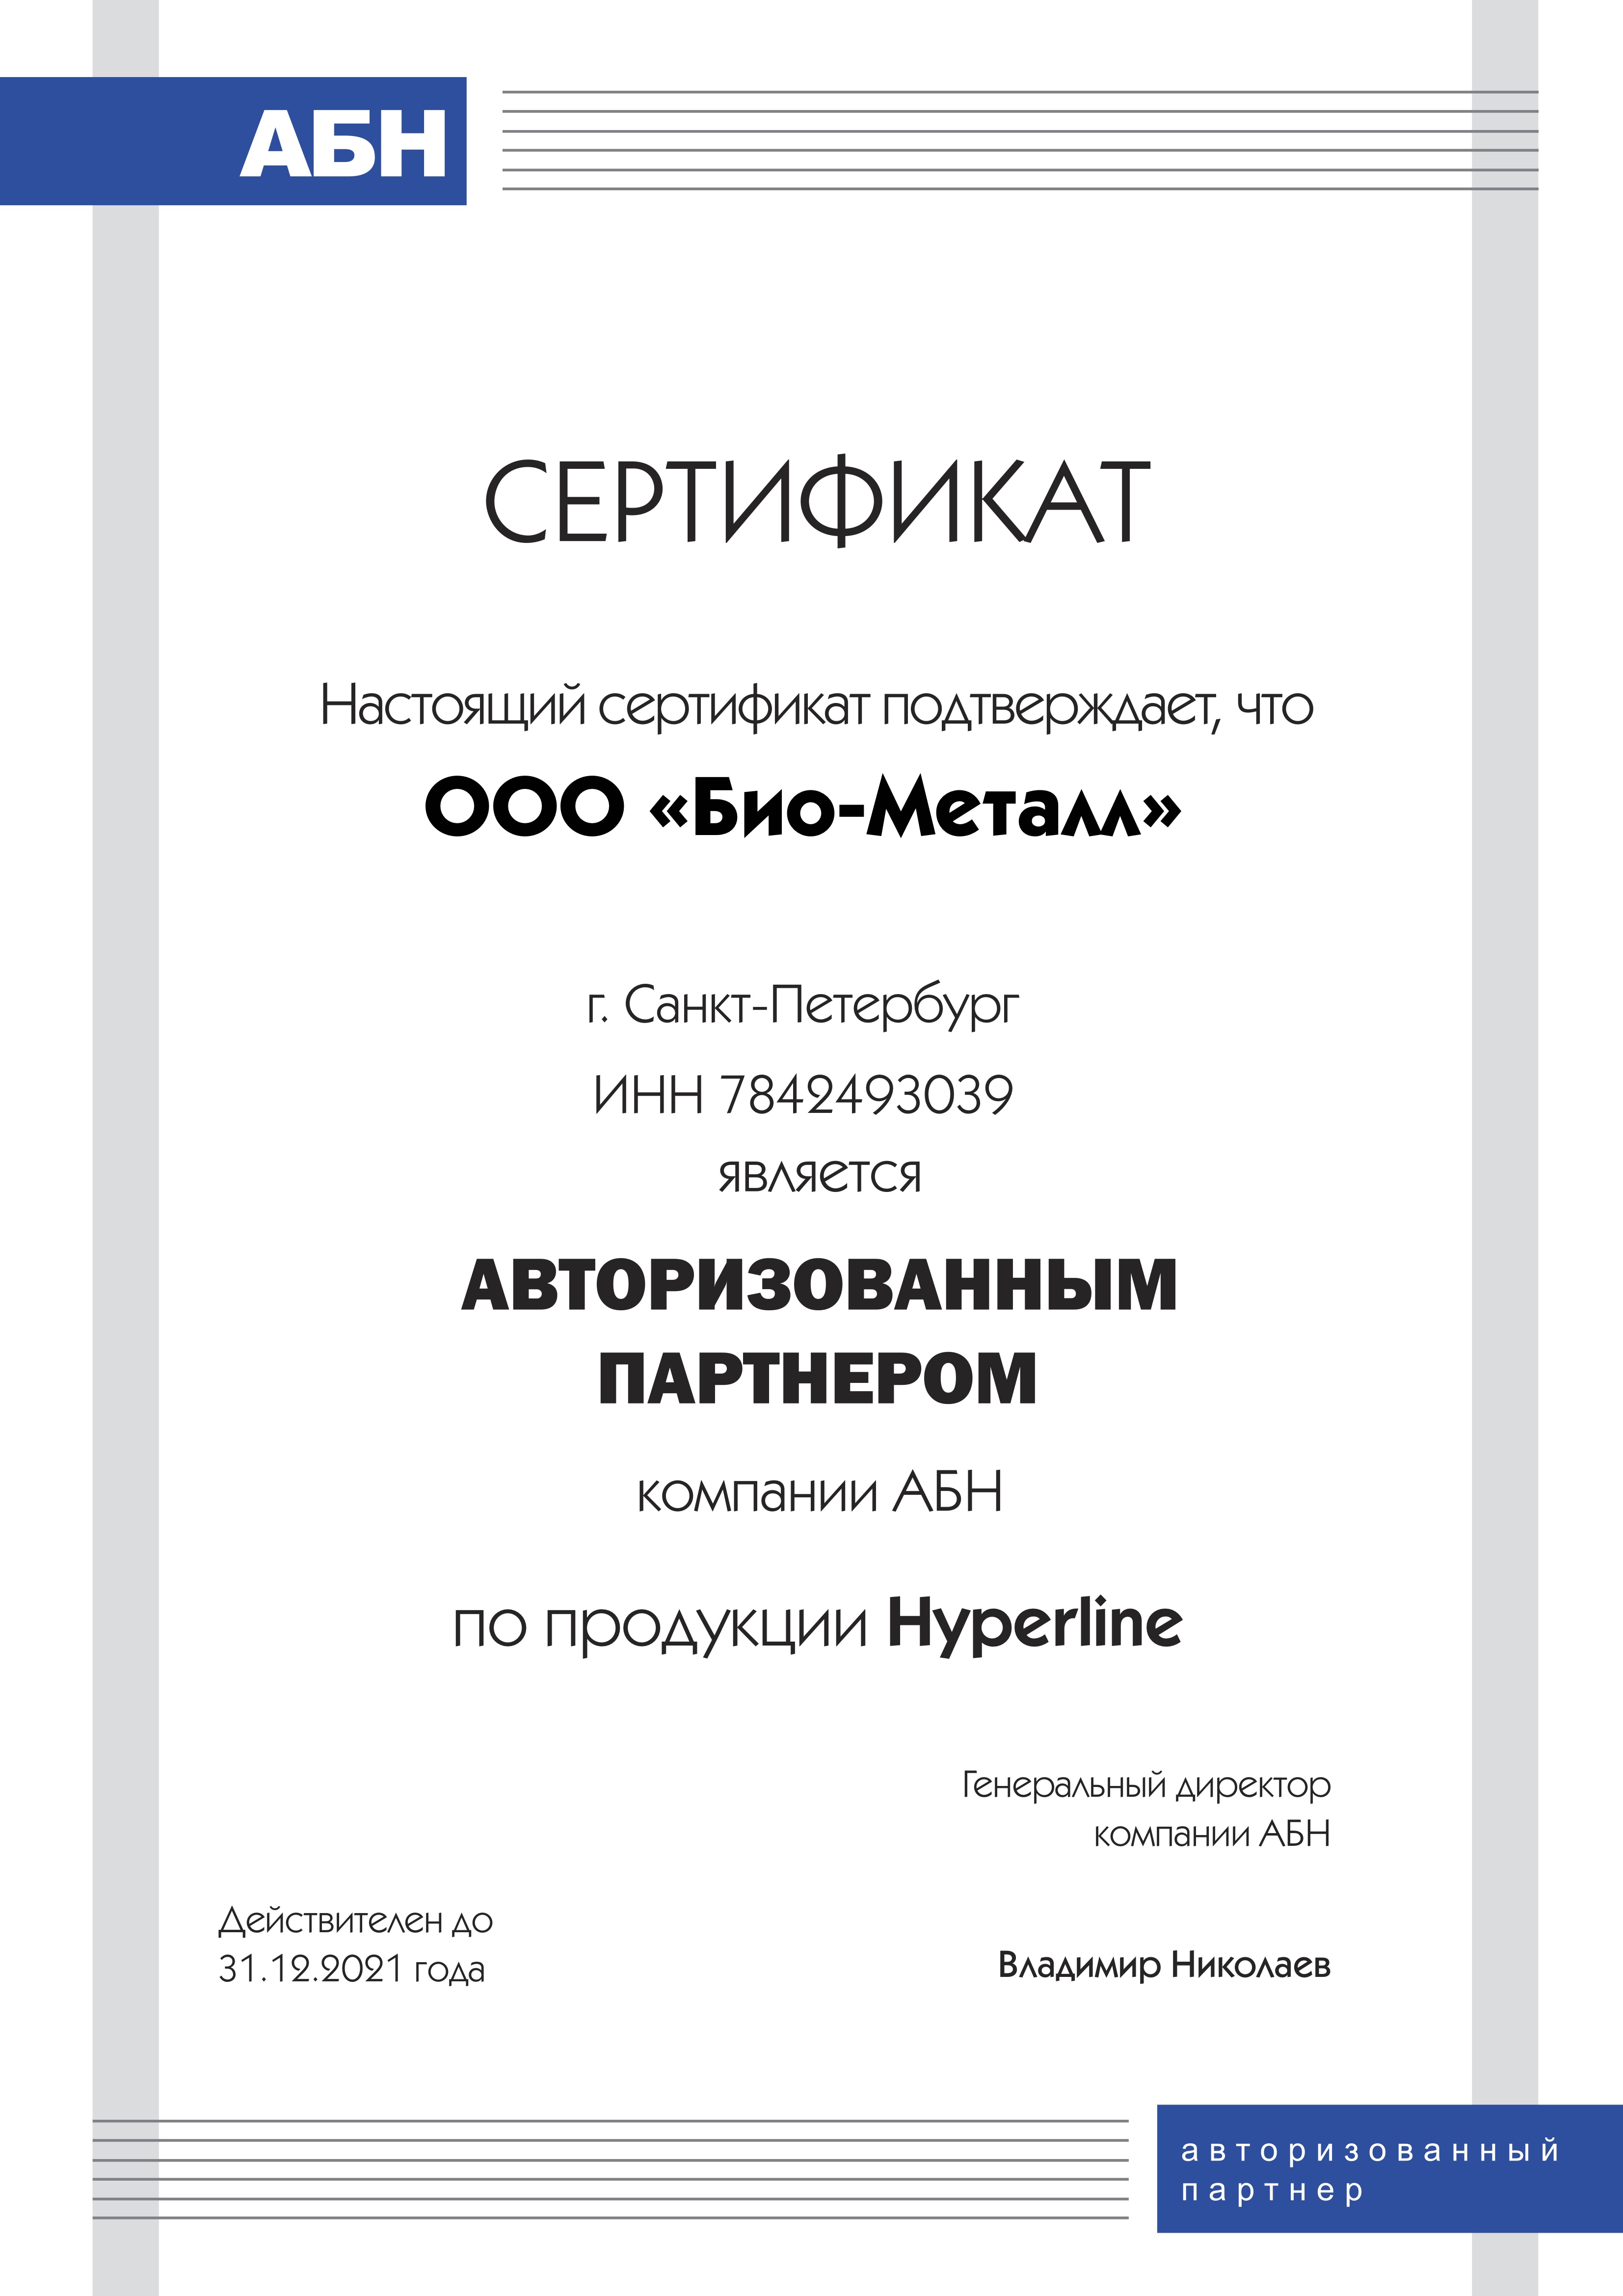 АБН
СЕРТИФИКАТ
Настоящий сертификат подтверждает, что
ООО «Био-Металл»
г. Санкт-Петербург
ИНН 7842493039
является
АВТОРИЗОВАННЫМ
ПАРТНЕРОМ
компании АБН
по продукции Hyperline
Генеральный директор
компании АБН
Действителен до
31.12.2021 года
Владимир Николаев
авторизованный
партнер